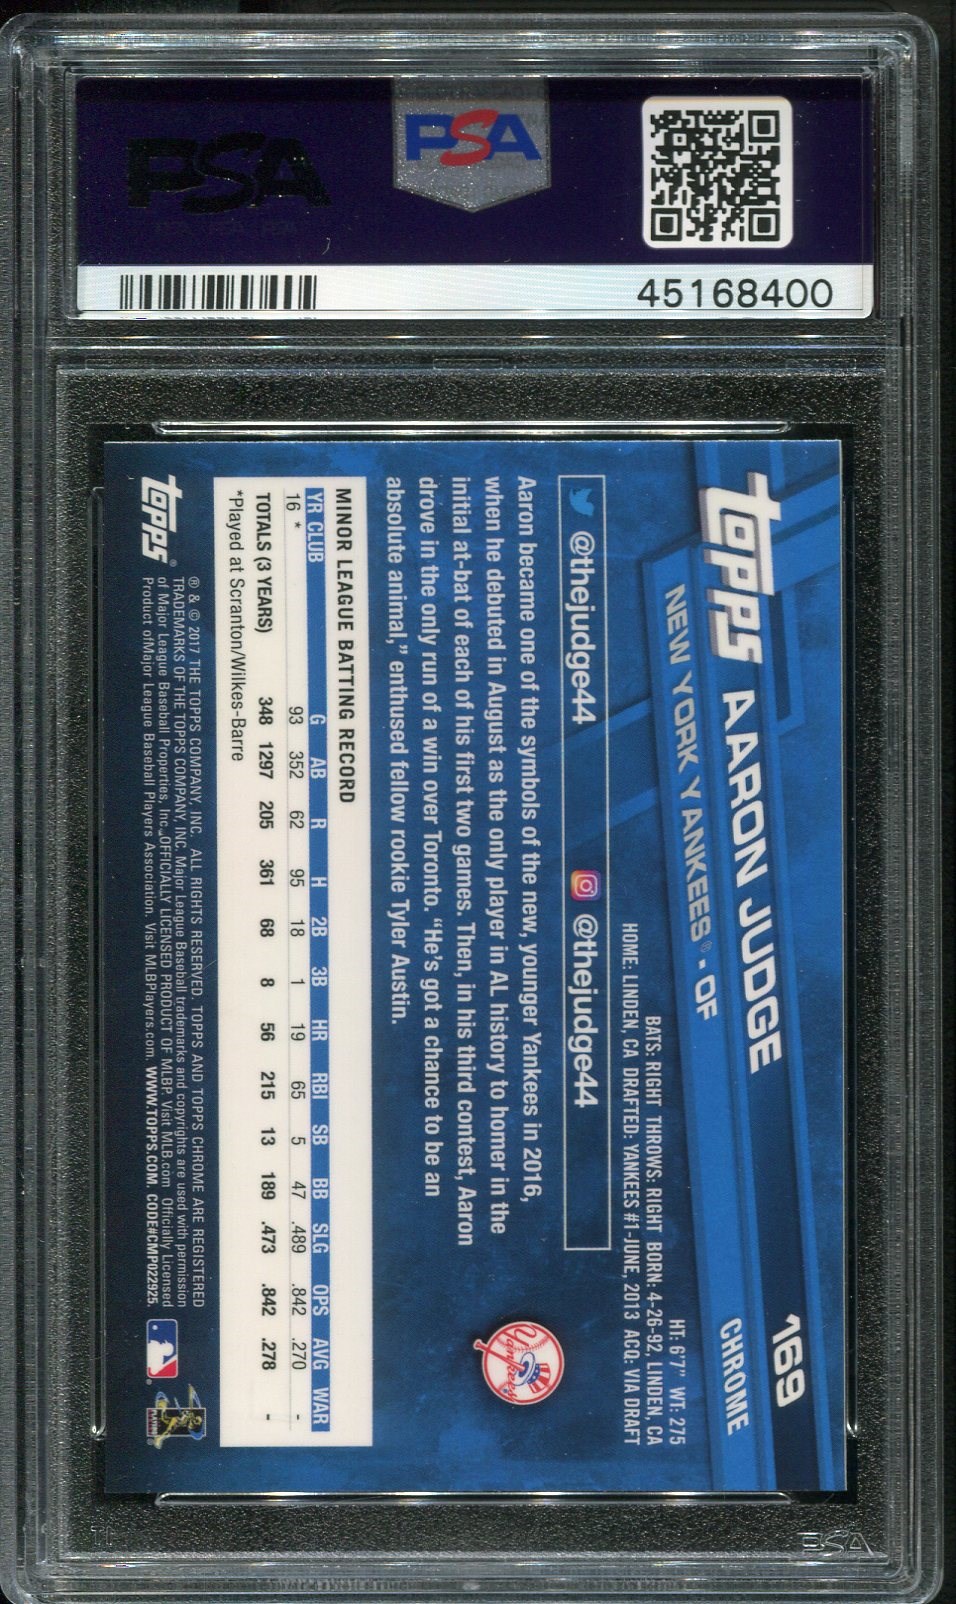 PSA
PSA
45168400
topps AARON JUDGE 169
NEW YORK YANKEES® • OF CHROME
HT: 6'7" WT: 275
BATS: RIGHT THROWS: RIGHT BORN: 4-26-92, LINDEN, CA
HOME: LINDEN, CA DRAFTED: YANKEES #1-JUNE, 2013 ACQ: VIA DRAFT
@thejudge44 @thejudge44
Aaron became one of the symbols of the new, younger Yankees in 2016,
when he debuted in August as the only player in AL history to homer in the
initial at-bat of each of his first two games. Then, in his third contest, Aaron
drove in the only run of a win over Toronto. “He’s got a chance to be an
absolute animal,” enthused fellow rookie Tyler Austin.
Yankees
MINOR LEAGUE BATTING RECORD
YR CLUB G AB R H 2B 3B HR RBI SB BB SLG OPS AVG WAR
16 * 93 352 62 95 18 1 19 65 5 47 .489 .842 .270 -
TOTALS (3 YEARS) 348 1297 205 361 68 8 56 215 13 189 .473 .842 .278 -
*Played at Scranton/Wilkes-Barre
topps®
® & © 2017 THE TOPPS COMPANY, INC. ALL RIGHTS RESERVED. TOPPS AND TOPPS CHROME ARE REGISTERED
TRADEMARKS OF THE TOPPS COMPANY, INC. Major League Baseball trademarks and copyrights are used with permission
of Major League Baseball Properties, Inc. OFFICIALLY LICENSED PRODUCT OF MLBP. Visit MLB.com Officially Licensed
Product ofMajor League Baseball Players Association. Visit MLBPlayers.com. WWW.TOPPS.COM. CODE#CMP022925.
PSA